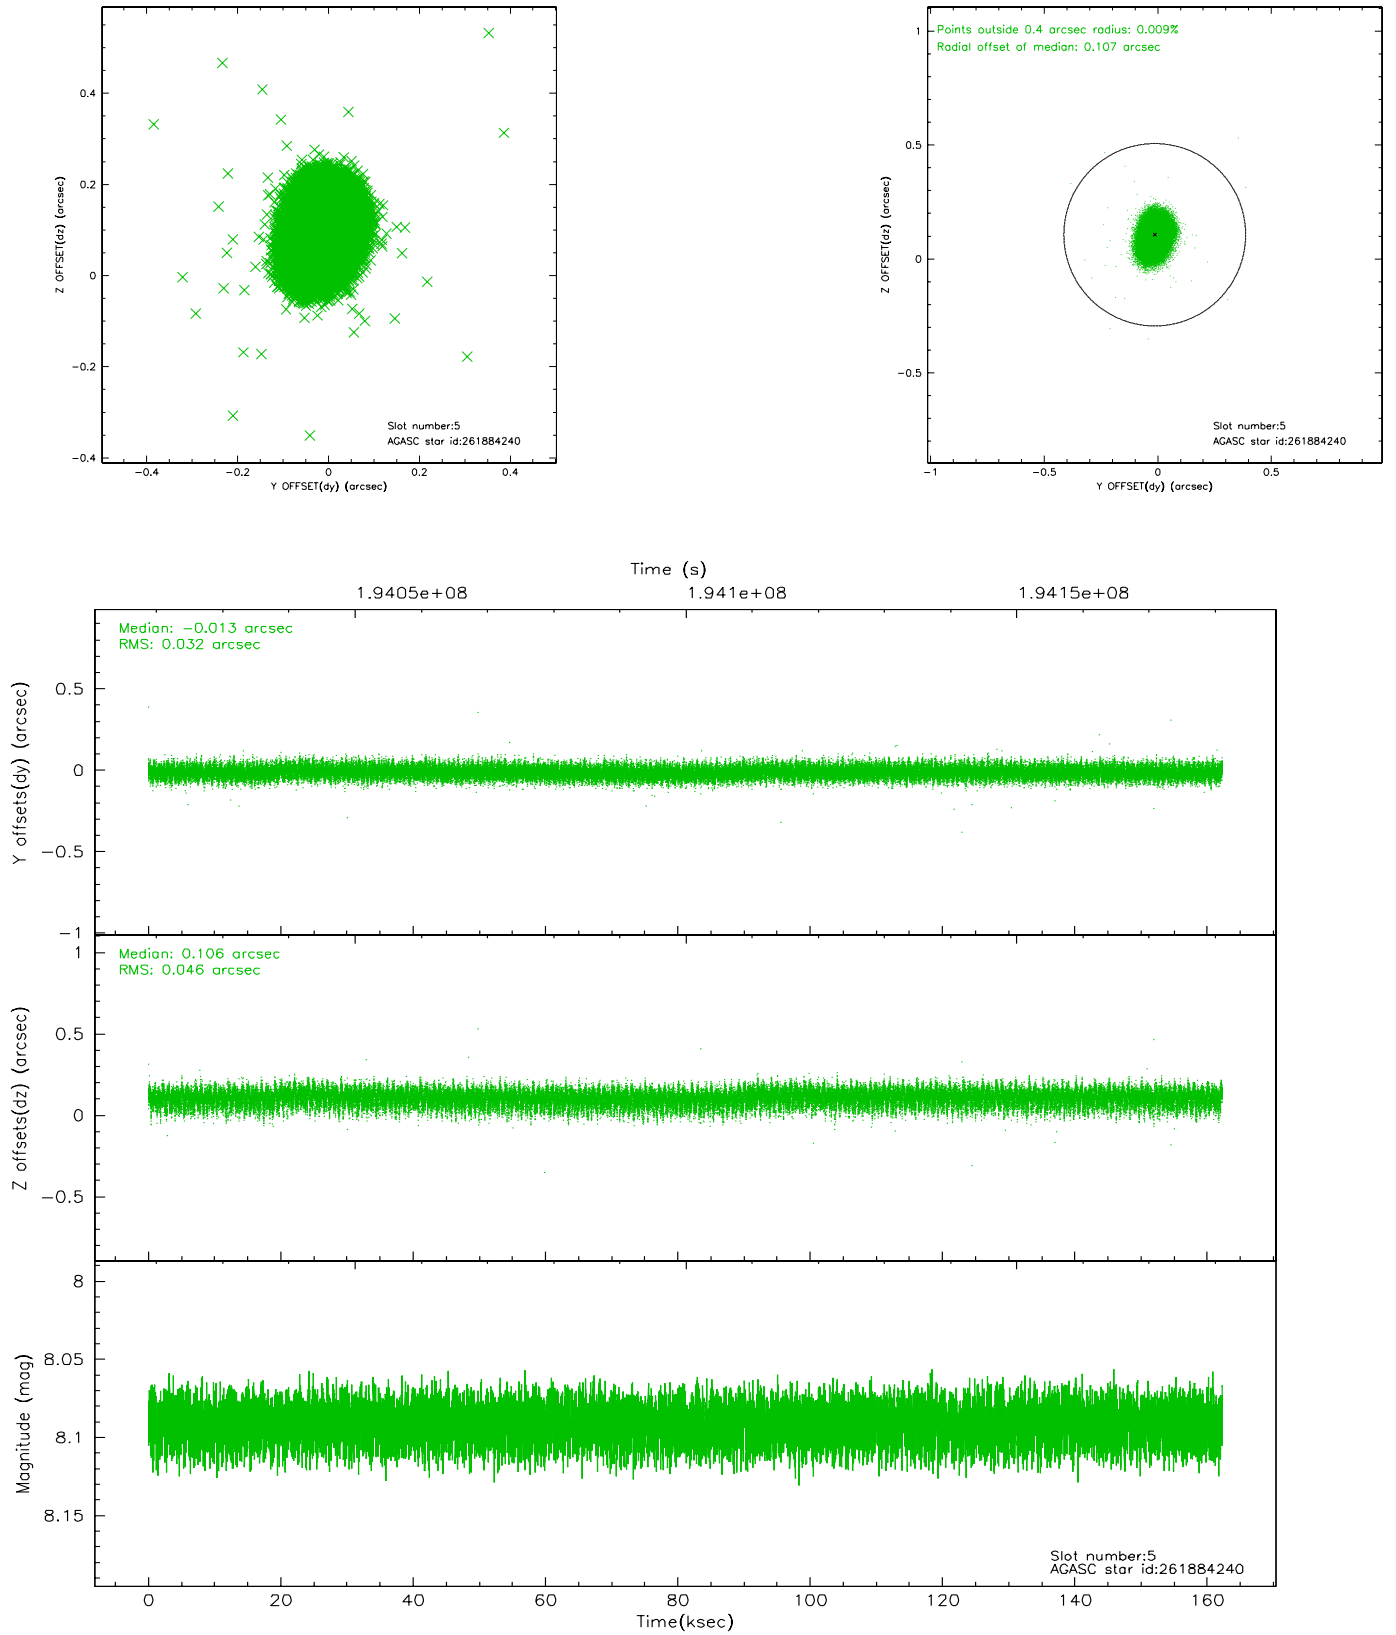 0.4
0.2
0
−0.2
−0.4
Z OFFSET(dz) (arcsec)
Slot number:5
AGASC star id:261884240
−0.4 −0.2 0 0.2 0.4
Y OFFSET(dy) (arcsec)
Points outside 0.4 arcsec radius: 0.009%
Radial offset of median: 0.107 arcsec
1
0.5
0
−0.5
Z OFFSET(dz) (arcsec)
Slot number:5
AGASC star id:261884240
−1 −0.5 0 0.5
Y OFFSET(dy) (arcsec)
Time (s)
1.9405e+08 1.941e+08 1.9415e+08
Median: −0.013 arcsec
RMS: 0.032 arcsec
0.5
0
−0.5
−1
Y offsets(dy) (arcsec)
Median: 0.106 arcsec
RMS: 0.046 arcsec
1
0.5
0
−0.5
Z offsets(dz) (arcsec)
8
8.05
8.1
8.15
Magnitude (mag)
Slot number:5
AGASC star id:261884240
0 20 40 60 80 100 120 140 160
Time(ksec)